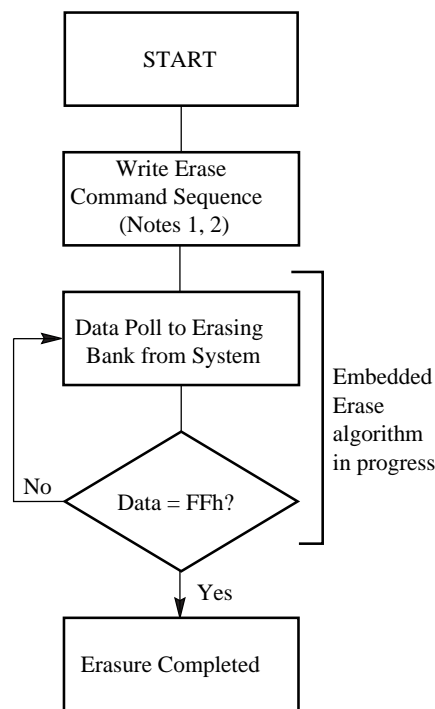 START
Write Erase
Command Sequence
(Notes 1, 2)
Data Poll to Erasing
Bank from System
Embedded
Erase
algorithm
in progress
No
Data = FFh?
Yes
Erasure Completed